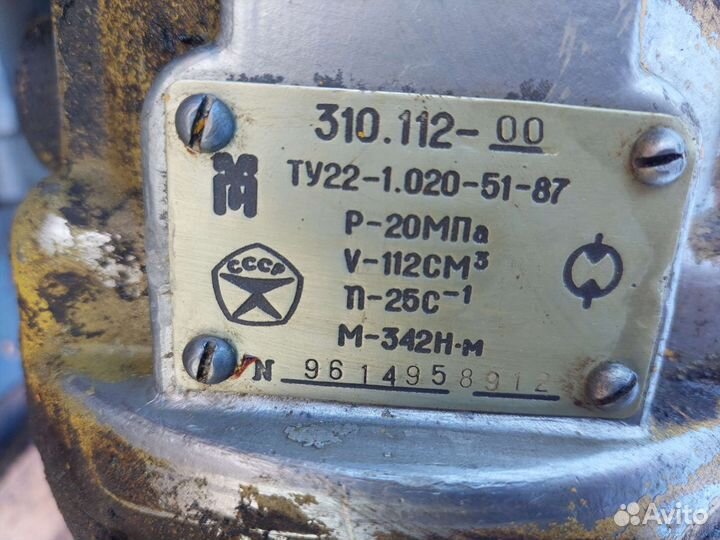 310.112-00
ТУ22-1.020-51-87
Р-20МПа
V-112СМ³
СССР
П-25С⁻¹
М-342Н·м
N 9614958912
Avito